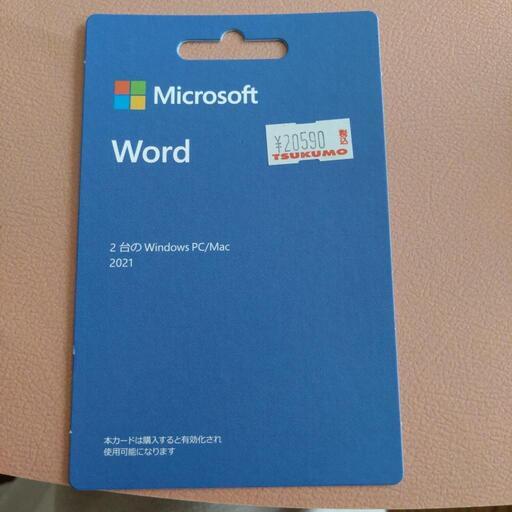 Microsoft
Word
¥20590 税込
TSUKUMO
2 台の Windows PC/Mac
2021
本カードは購入すると有効化され
使用可能になります